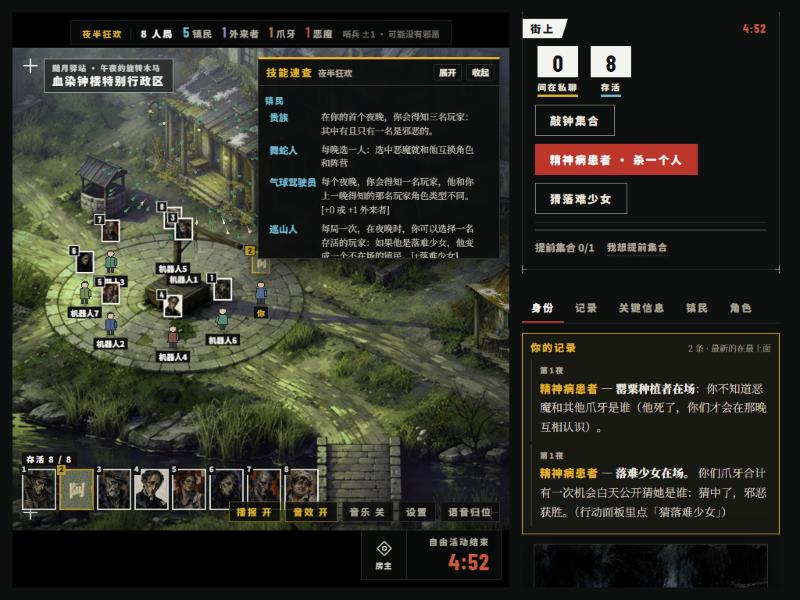 夜半狂欢 8 人局 5 镇民 1 外来者 1 爪牙 1 恶魔 哨兵 ±1 · 可能没有邪恶
黯月驿站 · 午夜的旋转木马
血染钟楼特别行政区
技能速查 夜半狂欢 展开 收起
镇民
贵族 在你的首个夜晚，你会得知三名玩家：
其中有且只有一名是邪恶的。
舞蛇人 每晚选一人：选中恶魔就和他互换角色
和阵营
气球驾驶员 每个夜晚，你会得知一名玩家，他和你
上一晚得知的那名玩家角色类型不同。
[+0 或 +1 外来者]
巡山人 每局一次，在夜晚时，你可以选择一名
存活的玩家：如果他是落难少女，他变
成一个不在场的镇民。[+落难少女]
8
7
3
6
2
机器人5
机器人1
5
1
4
机器人7
你
机器人2
机器人6
机器人4
存活 8 / 8
1 2 3 4 5 6 7 8
播报 开 音效 开 音乐 关 设置 语音归位
房主
自由活动结束
4:52
街上 4:52
0 8
间在私聊 存活
敲钟集合
精神病患者 · 杀一个人
猜落难少女
提前集合 0/1 我想提前集合
身份 记录 关键信息 镇民 角色
你的记录 2 条 · 最新的在最上面
第1夜
精神病患者 — 罂粟种植者在场：你不知道恶
魔和其他爪牙是谁（他死了，你们才会在那晚
互相认识）。
第1夜
精神病患者 — 落难少女在场。 你们爪牙合计
有一次机会白天公开猜她是谁：猜中了，邪恶
获胜。（行动面板里点「猜落难少女」）